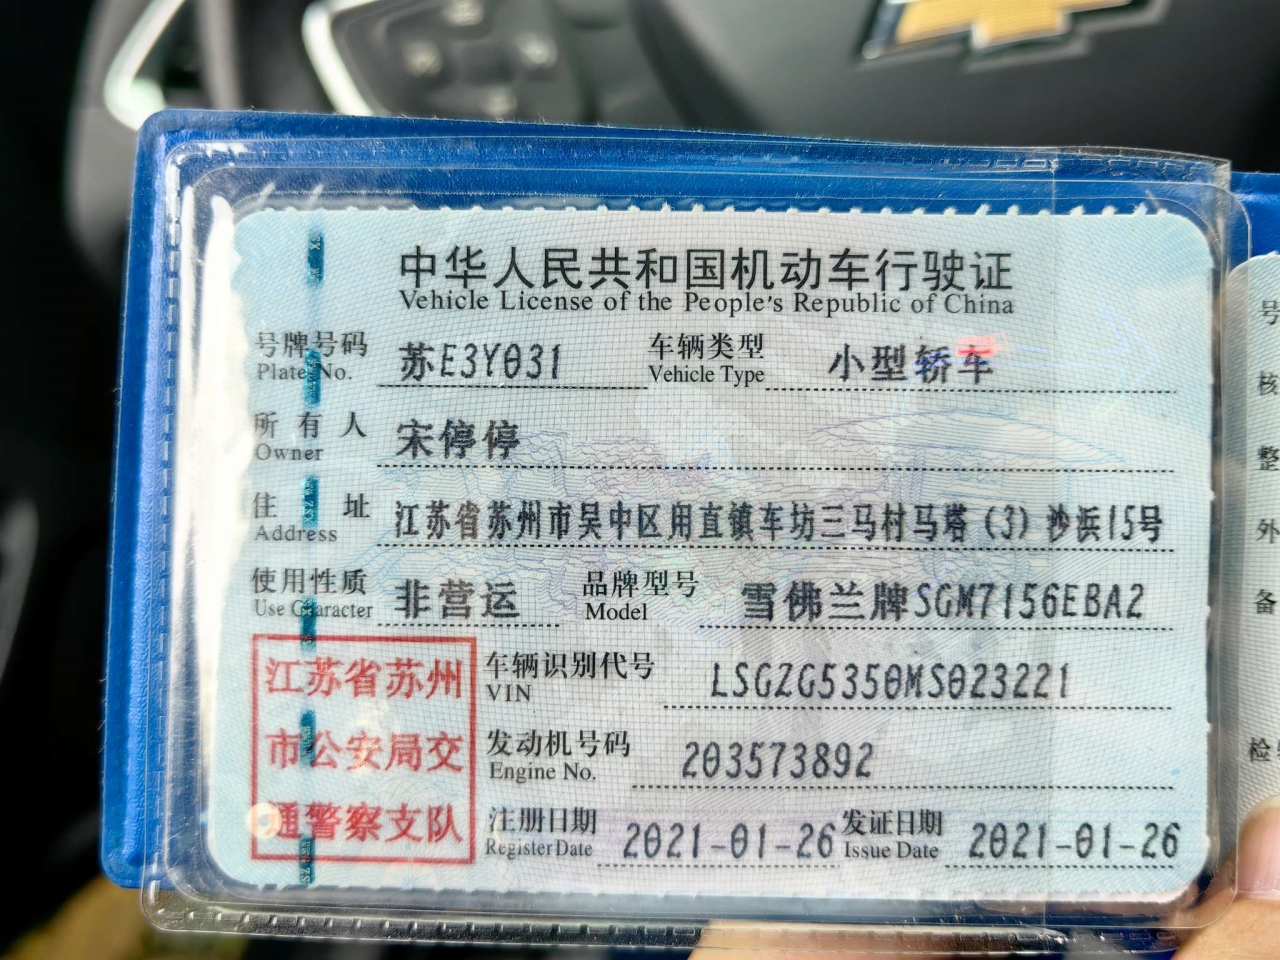 中华人民共和国机动车行驶证
Vehicle License of the People's Republic of China
号牌号码 苏E3Y031 车辆类型 小型轿车
Plate No. Vehicle Type
所有人 宋停停
Owner
住址 江苏省苏州市吴中区甪直镇车坊三马村马塔(3)沙浜15号
Address
使用性质 非营运 品牌型号 雪佛兰牌SGM7156EBA2
Use Character Model
江苏省苏州
市公安局交
通警察支队
车辆识别代号 LSGZG5350MS023221
VIN
发动机号码 203573892
Engine No.
注册日期 2021-01-26 发证日期 2021-01-26
Register Date Issue Date
号
核
整
外
备
检